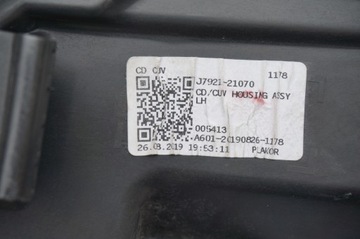 CD CUV
J7921-21070 1178
CD/CUV HOUSING ASSY
LH
005413
A601-20190826-1178
26.08.2019 19:53:11 PLAKOR